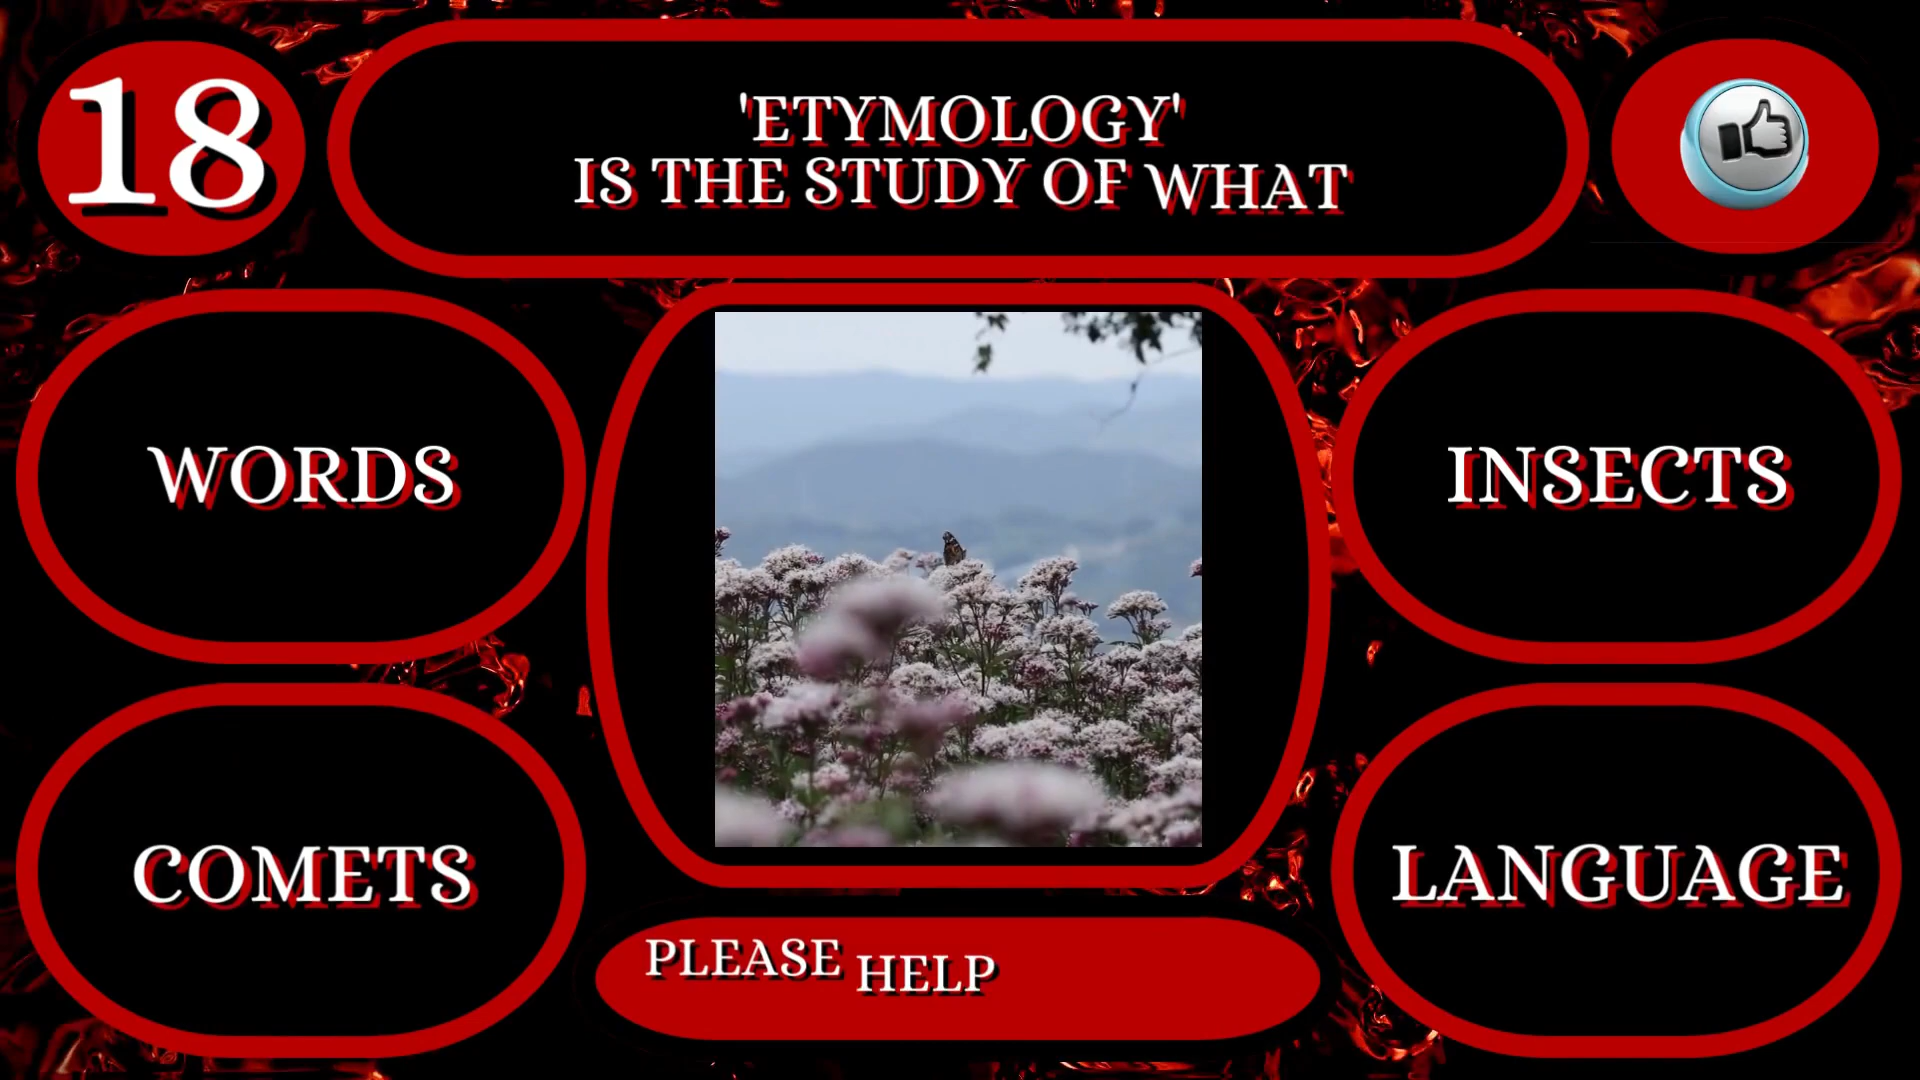 18
'ETYMOLOGY'
IS THE STUDY OF WHAT
WORDS
INSECTS
COMETS
LANGUAGE
PLEASE HELP